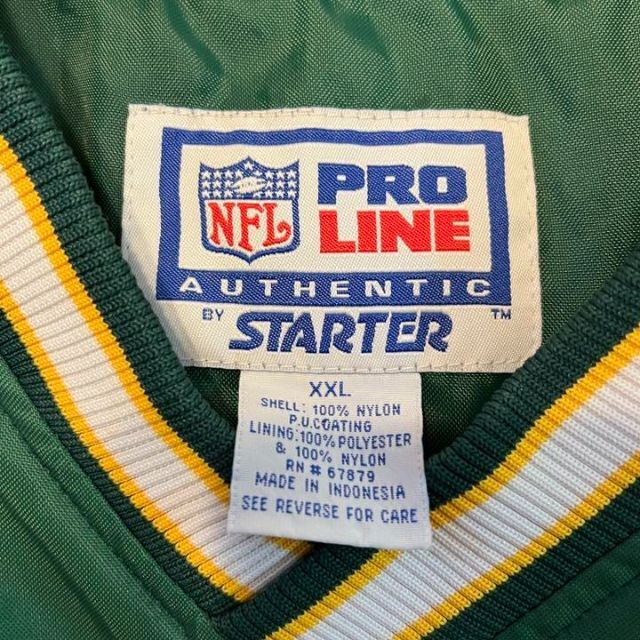 NFL
PRO
LINE
AUTHENTIC
BY STARTER ™
XXL
SHELL: 100% NYLON
P.U.COATING
LINING:100% POLYESTER
& 100% NYLON
RN # 67879
MADE IN INDONESIA
SEE REVERSE FOR CARE